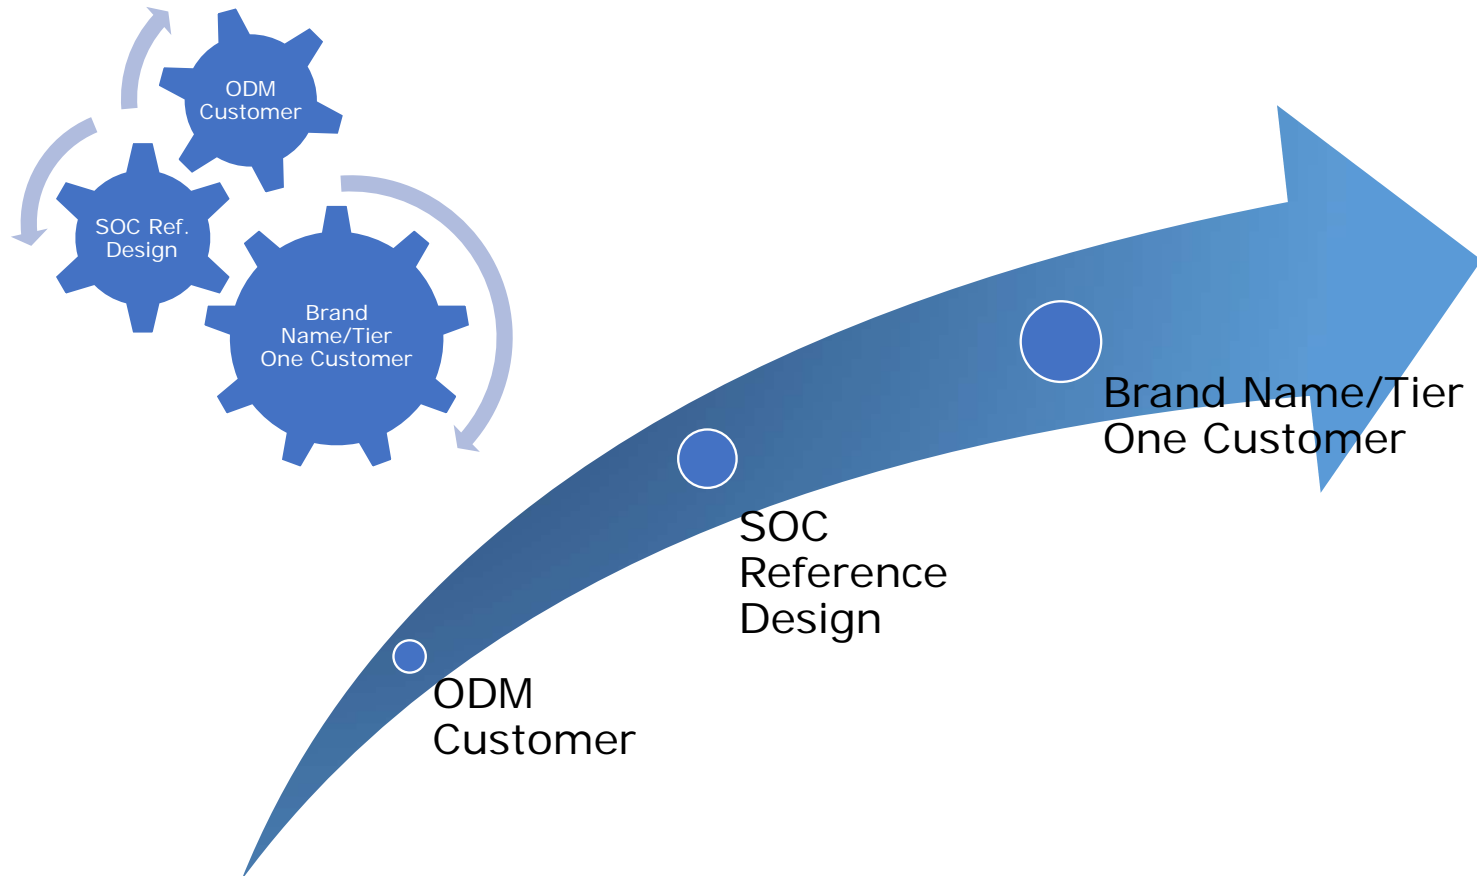 ODM
Customer
SOC Ref.
Design
Brand
Name/Tier
One Customer
Brand Name/Tier
One Customer
SOC
Reference
Design
ODM
Customer